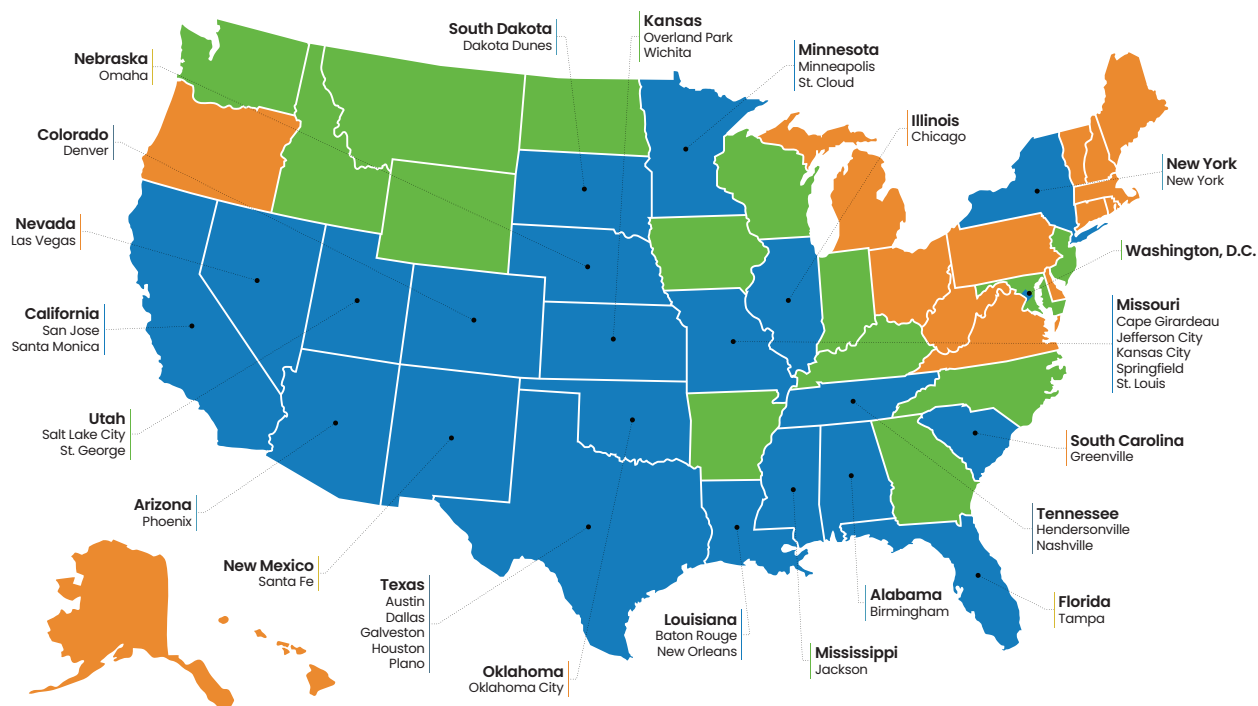 Kansas
Overland Park
Wichita
South Dakota
Dakota Dunes
Minnesota
Minneapolis
St. Cloud
Nebraska
Omaha
Illinois
Chicago
Colorado
Denver
New York
New York
Nevada
Las Vegas
Washington, D.C.
California
San Jose
Santa Monica
Missouri
Cape Girardeau
Jefferson City
Kansas City
Springfield
St. Louis
Utah
Salt Lake City
St. George
South Carolina
Greenville
Arizona
Phoenix
Tennessee
Hendersonville
Nashville
New Mexico
Santa Fe
Texas
Austin
Dallas
Galveston
Houston
Plano
Alabama
Birmingham
Florida
Tampa
Louisiana
Baton Rouge
New Orleans
Mississippi
Jackson
Oklahoma
Oklahoma City